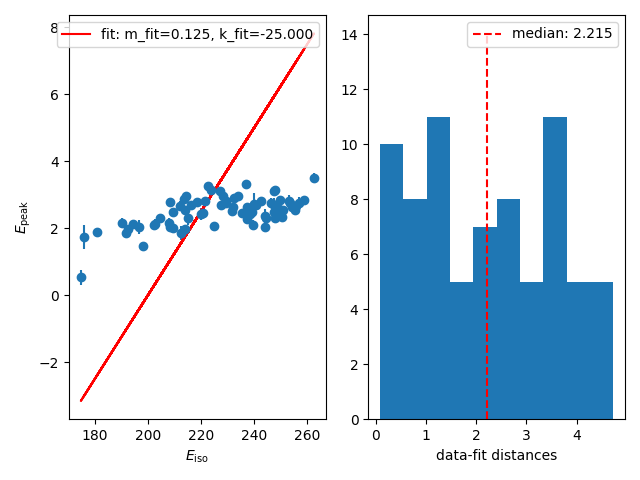 fit: m_fit=0.125, k_fit=-25.000
8
6
4
2
0
−2
E_peak
180 200 220 240 260
E_iso
median: 2.215
14
12
10
8
6
4
2
0
0 1 2 3 4
data-fit distances